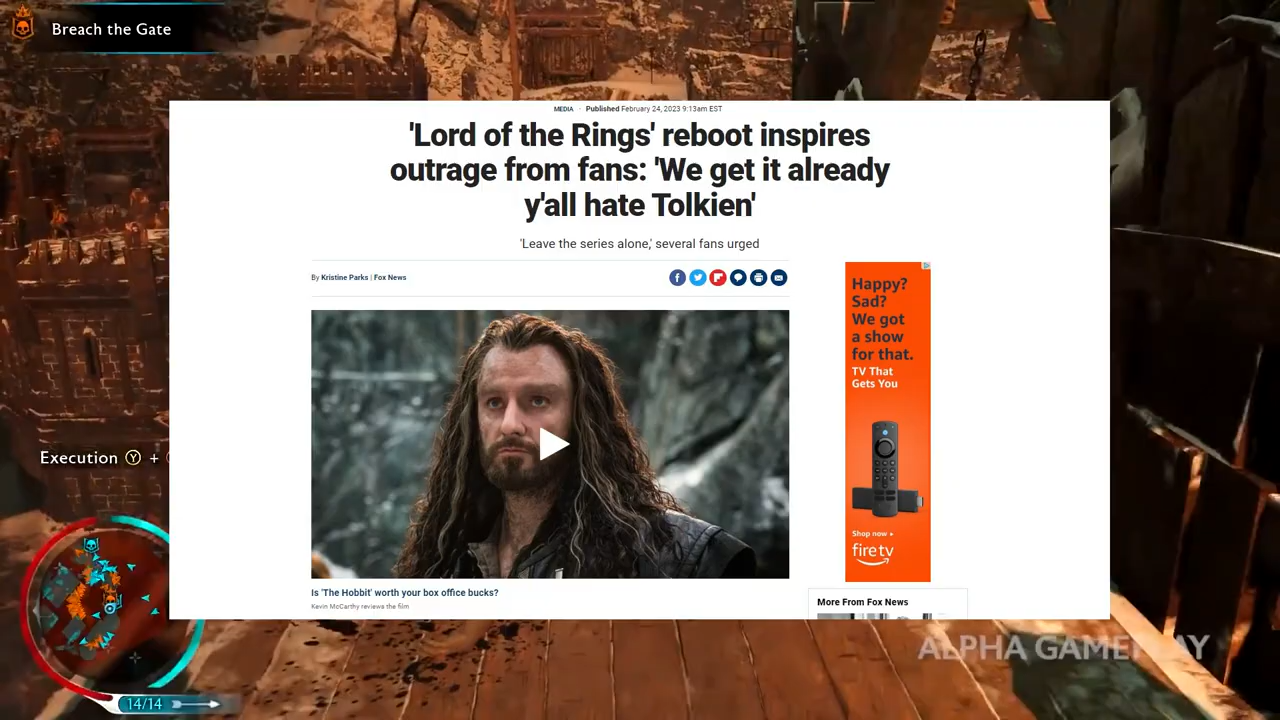 Breach the Gate
MEDIA · Published February 24, 2023 9:13am EST
'Lord of the Rings' reboot inspires
outrage from fans: 'We get it already
y'all hate Tolkien'
'Leave the series alone,' several fans urged
By Kristine Parks | Fox News
Happy?
Sad?
We got
a show
for that.
TV That
Gets You
Shop now
fire tv
Execution Y +
Is 'The Hobbit' worth your box office bucks?
Kevin McCarthy reviews the film
More From Fox News
ALPHA GAMEPLAY
14/14